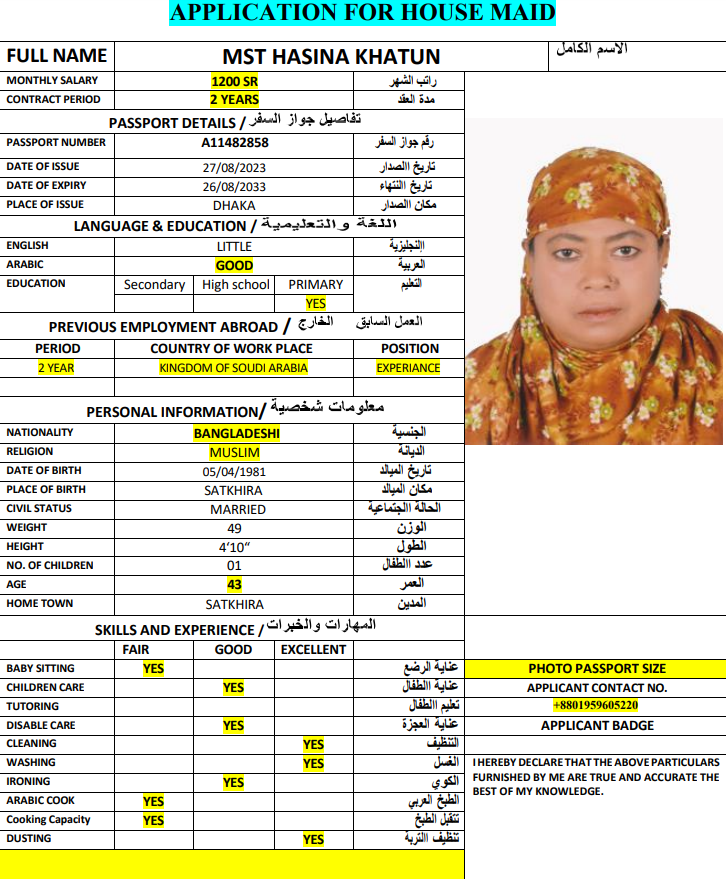 APPLICATION FOR HOUSE MAID
FULL NAME MST HASINA KHATUN الاسم الكامل
MONTHLY SALARY 1200 SR راتب الشهر
CONTRACT PERIOD 2 YEARS مدة العقد
PASSPORT DETAILS / تفاصيل جواز السفر
PASSPORT NUMBER A11482858 رقم جواز السفر
DATE OF ISSUE 27/08/2023 تاريخ االصدار
DATE OF EXPIRY 26/08/2033 تاريخ االنتهاء
PLACE OF ISSUE DHAKA مكان االصدار
LANGUAGE & EDUCATION / اللغة والتعليمية
ENGLISH LITTLE اإلنجليزية
ARABIC GOOD العربية
EDUCATION Secondary High school PRIMARY التعليم
YES
PREVIOUS EMPLOYMENT ABROAD / العمل السابق الخارج
PERIOD COUNTRY OF WORK PLACE POSITION
2 YEAR KINGDOM OF SOUDI ARABIA EXPERIANCE
PERSONAL INFORMATION/ معلومات شخصية
NATIONALITY BANGLADESHI الجنسية
RELIGION MUSLIM الديانة
DATE OF BIRTH 05/04/1981 تاريخ الميالد
PLACE OF BIRTH SATKHIRA مكان الميالد
CIVIL STATUS MARRIED الحالة االجتماعية
WEIGHT 49 الوزن
HEIGHT 4'10“ الطول
NO. OF CHILDREN 01 عدد االطفال
AGE 43 العمر
HOME TOWN SATKHIRA المدين
SKILLS AND EXPERIENCE / المهارات والخبرات
FAIR GOOD EXCELLENT
BABY SITTING YES عناية الرضع
CHILDREN CARE YES عناية االطفال
TUTORING تعليم االطفال
DISABLE CARE YES عناية العجزة
CLEANING YES التنظيف
WASHING YES الغسل
IRONING YES الكوي
ARABIC COOK YES الطبخ العربي
Cooking Capacity YES تتقبل الطبخ
DUSTING YES تنظيف التربة
PHOTO PASSPORT SIZE
APPLICANT CONTACT NO.
+8801959605220
APPLICANT BADGE
I HEREBY DECLARE THAT THE ABOVE PARTICULARS
FURNISHED BY ME ARE TRUE AND ACCURATE THE
BEST OF MY KNOWLEDGE.